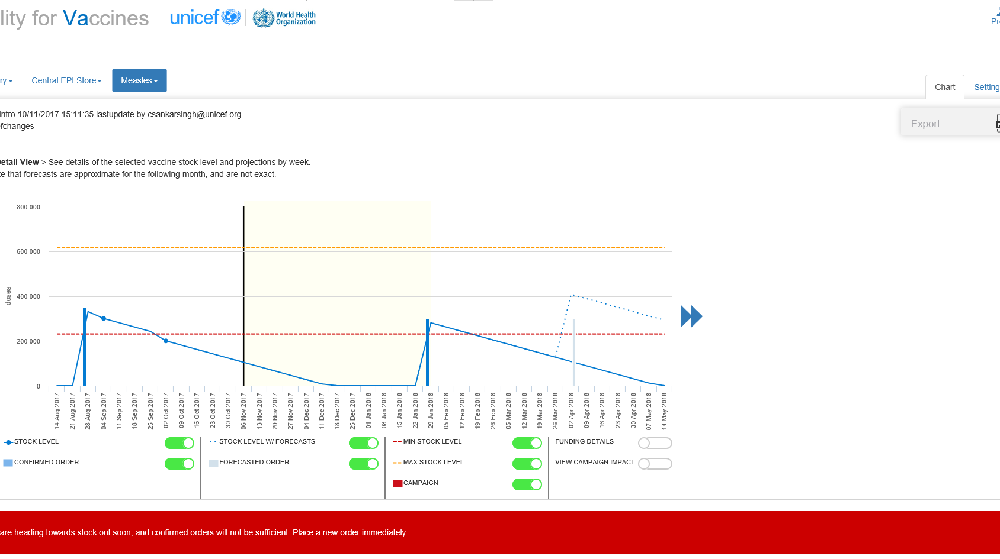 lity for Vaccines
unicef
World Health
Organization
Pr
ry
Central EPI Store
Measles
Chart
Setting
intro 10/11/2017 15:11:35 lastupdate.by csankarsingh@unicef.org
fchanges
Export:
Detail View > See details of the selected vaccine stock level and projections by week.
e that forecasts are approximate for the following month, and are not exact.
800 000
600 000
400 000
200 000
0
doses
14 Aug 2017
21 Aug 2017
28 Aug 2017
04 Sep 2017
11 Sep 2017
18 Sep 2017
25 Sep 2017
02 Oct 2017
09 Oct 2017
16 Oct 2017
23 Oct 2017
30 Oct 2017
06 Nov 2017
13 Nov 2017
20 Nov 2017
27 Nov 2017
04 Dec 2017
11 Dec 2017
18 Dec 2017
25 Dec 2017
01 Jan 2018
08 Jan 2018
15 Jan 2018
22 Jan 2018
29 Jan 2018
05 Feb 2018
12 Feb 2018
19 Feb 2018
26 Feb 2018
05 Mar 2018
12 Mar 2018
19 Mar 2018
26 Mar 2018
02 Apr 2018
09 Apr 2018
16 Apr 2018
23 Apr 2018
30 Apr 2018
07 May 2018
14 May 2018
STOCK LEVEL
STOCK LEVEL W/ FORECASTS
MIN STOCK LEVEL
FUNDING DETAILS
CONFIRMED ORDER
FORECASTED ORDER
MAX STOCK LEVEL
VIEW CAMPAIGN IMPACT
CAMPAIGN
are heading towards stock out soon, and confirmed orders will not be sufficient. Place a new order immediately.